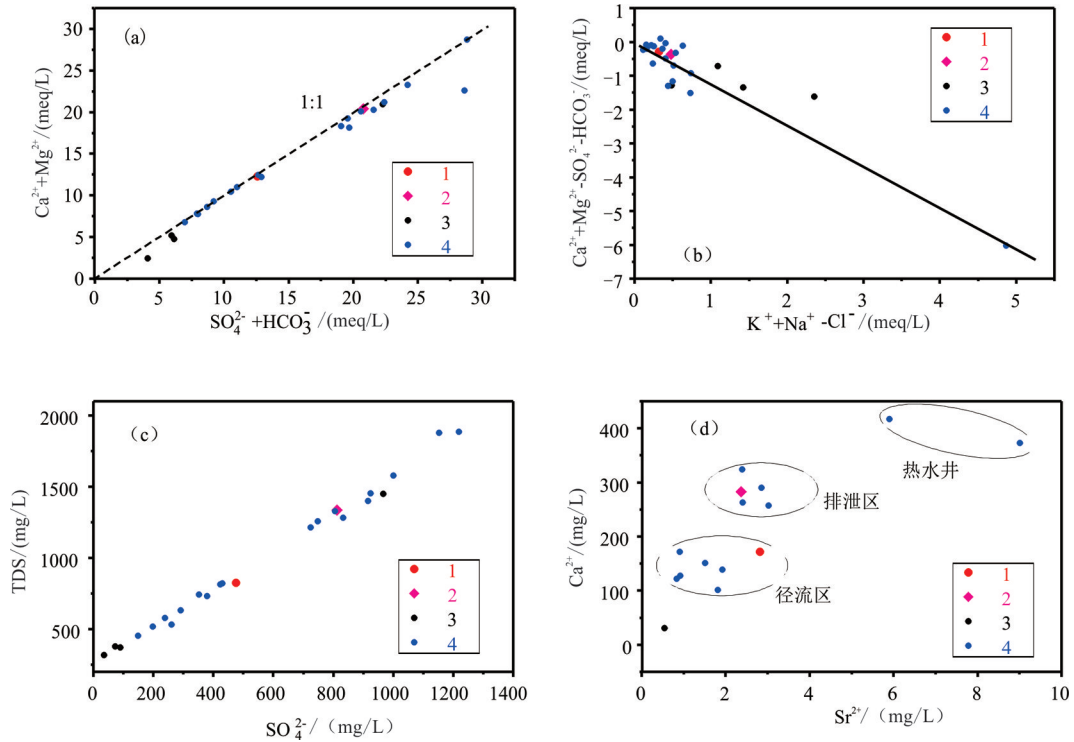 (a)
Ca²⁺+Mg²⁺/(meq/L)
30
25
20
15
10
5
0
1:1
1
2
3
4
0 5 10 15 20 25 30
SO₄²⁻+HCO₃⁻/(meq/L)
Ca²⁺+Mg²⁺-SO₄²⁻-HCO₃⁻/(meq/L)
1
0
−1
−2
−3
−4
−5
−6
−7
1
2
3
4
(b)
0 1 2 3 4 5
K⁺+Na⁺-Cl⁻/(meq/L)
(c)
TDS/(mg/L)
2000
1500
1000
500
1
2
3
4
0 200 400 600 800 1000 1200 1400
SO₄²⁻/（mg/L）
(d)
Ca²⁺/(mg/L)
400
300
200
100
0
热水井
排泄区
径流区
1
2
3
4
0 2 4 6 8 10
Sr²⁺/（mg/L）